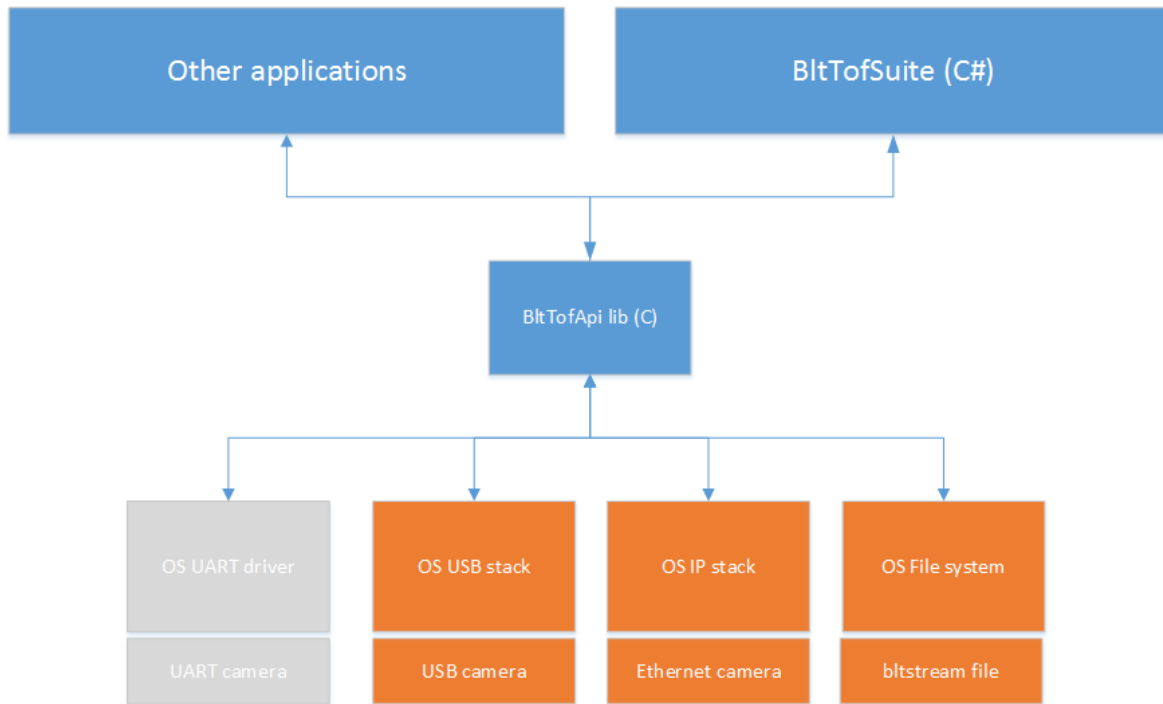 Other applications
BltTofSuite (C#)
BltTofApi lib (C)
OS UART driver
OS USB stack
OS IP stack
OS File system
UART camera
USB camera
Ethernet camera
bltstream file